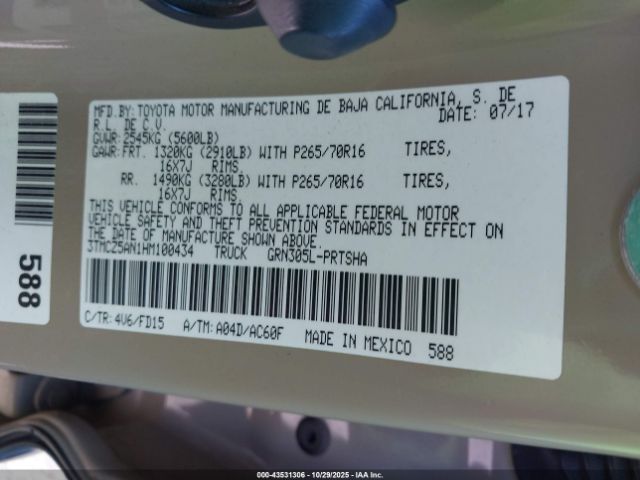 MFD.BY: TOYOTA MOTOR MANUFACTURING DE BAJA CALIFORNIA, S. DE
R.L. DE C.V. DATE: 07/17
GVWR: 2545KG (5600LB)
GAWR: FRT. 1320KG (2910LB) WITH P265/70R16 TIRES,
16X7J RIMS.
RR. 1490KG (3280LB) WITH P265/70R16 TIRES,
16X7J RIMS.
THIS VEHICLE CONFORMS TO ALL APPLICABLE FEDERAL MOTOR
VEHICLE SAFETY AND THEFT PREVENTION STANDARDS IN EFFECT ON
THE DATE OF MANUFACTURE SHOWN ABOVE.
3TMCZ5AN1HM100434 TRUCK GRN305L-PRTSHA
C/TR: 4V6/FD15 A/TM: A04D/AC60F MADE IN MEXICO 588
588
000-43531306 - 10/29/2025 - IAA, Inc.